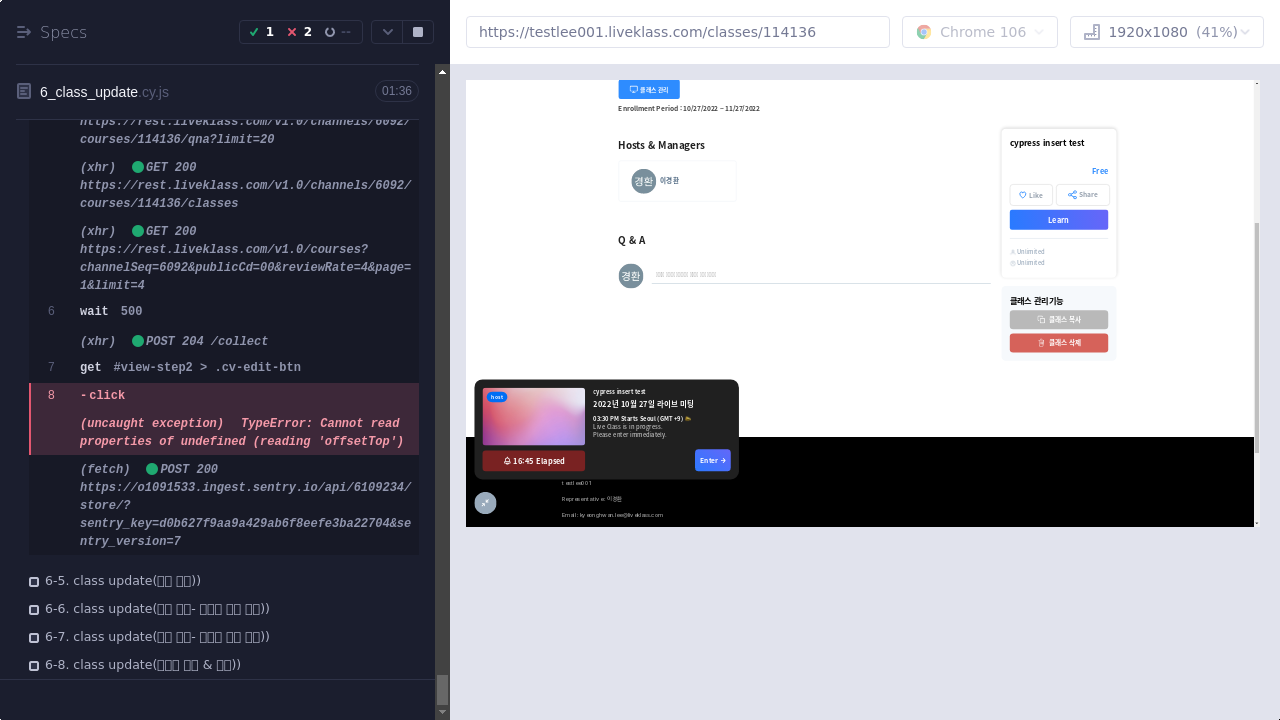 Specs
1
2
--
6_class_update.cy.js
01:36
https://rest.liveklass.com/v1.0/channels/6092/
courses/114136/qna?limit=20
(xhr) GET 200
https://rest.liveklass.com/v1.0/channels/6092/
courses/114136/classes
(xhr) GET 200
https://rest.liveklass.com/v1.0/courses?
channelSeq=6092&publicCd=00&reviewRate=4&page=
1&limit=4
6 wait 500
(xhr) POST 204 /collect
7 get #view-step2 > .cv-edit-btn
8 -click
(uncaught exception) TypeError: Cannot read
properties of undefined (reading 'offsetTop')
(fetch) POST 200
https://o1091533.ingest.sentry.io/api/6109234/
store/?
ntry_version=7
6-5. class update(
6-6. class update(
6-7. class update(
6-8. class update(
https://testlee001.liveklass.com/classes/114136
Chrome 106
1920x1080 (41%)
클래스 관리
Enrollment Period : 10/27/2022 ~ 11/27/2022
Hosts & Managers
경환
이경환
Q & A
경환
cypress insert test
Free
Like
Share
Learn
Unlimited
Unlimited
클래스 관리기능
클래스 복사
클래스 삭제
host
cypress insert test
2022년 10월 27일 라이브 미팅
03:30 PM Starts Seoul (GMT +9)
Live Class is in progress.
Please enter immediately.
16:45 Elapsed
Enter →
testlee001
Representative: 이경환
Email: kyeonghwan.lee@liveklass.com